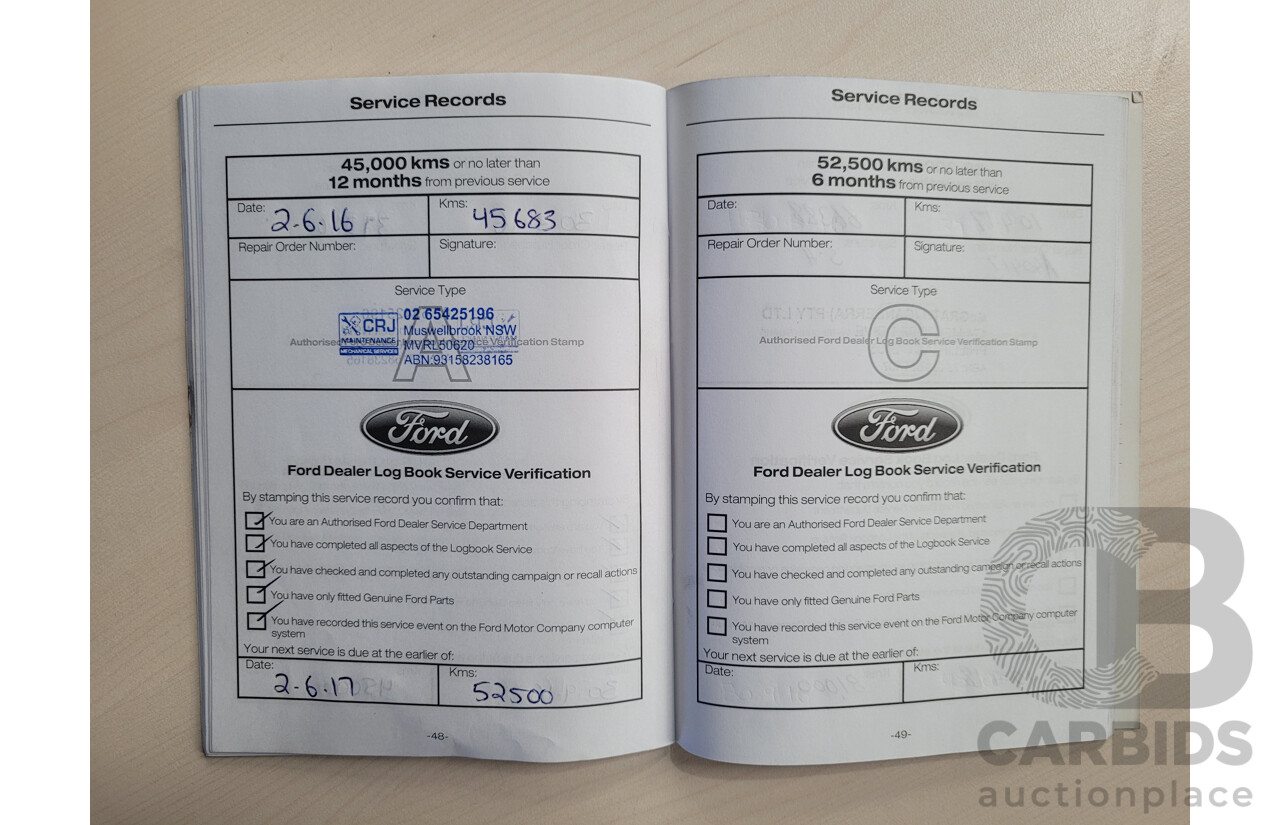 Service Records
45,000 kms or no later than
12 months from previous service
Date:
2.6.16
Kms:
45683
Repair Order Number:
Signature:
Service Type
A
Authorised Ford Dealer Log Book Service Verification Stamp
CRJ
MAINTENANCE
MECHANICAL SERVICES
02 65425196
Muswellbrook NSW
MVRL50620
ABN:93158238165
Ford
Ford Dealer Log Book Service Verification
By stamping this service record you confirm that:
You are an Authorised Ford Dealer Service Department
You have completed all aspects of the Logbook Service
You have checked and completed any outstanding campaign or recall actions
You have only fitted Genuine Ford Parts
You have recorded this service event on the Ford Motor Company computer
system
Your next service is due at the earlier of:
Date:
2.6.17
Kms:
52500
-48-
Service Records
52,500 kms or no later than
6 months from previous service
Date:
Kms:
Repair Order Number:
Signature:
Service Type
C
Authorised Ford Dealer Log Book Service Verification Stamp
Ford
Ford Dealer Log Book Service Verification
By stamping this service record you confirm that:
You are an Authorised Ford Dealer Service Department
You have completed all aspects of the Logbook Service
You have checked and completed any outstanding campaign or recall actions
You have only fitted Genuine Ford Parts
You have recorded this service event on the Ford Motor Company computer
system
Your next service is due at the earlier of:
Date:
Kms:
-49-
CB
CARBIDS
auctionplace